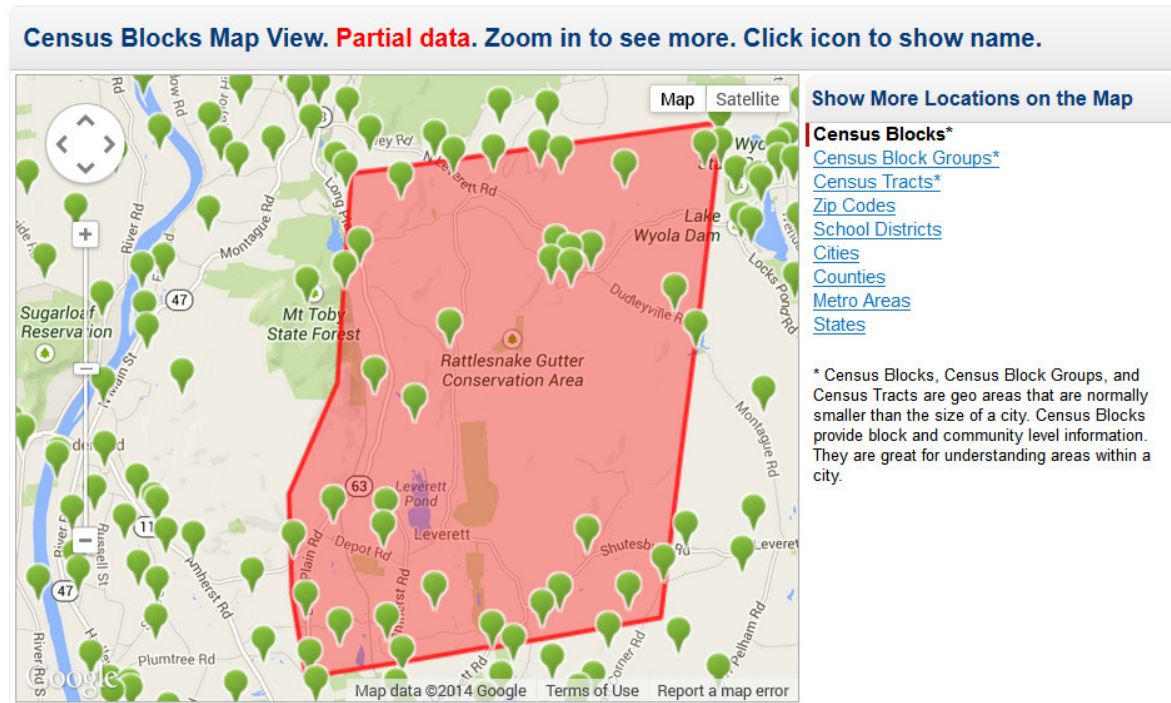 Census Blocks Map View. Partial data. Zoom in to see more. Click icon to show name.
Map Satellite
Show More Locations on the Map
Census Blocks*
Census Block Groups*
Census Tracts*
Zip Codes
School Districts
Cities
Counties
Metro Areas
States
* Census Blocks, Census Block Groups, and
Census Tracts are geo areas that are normally
smaller than the size of a city. Census Blocks
provide block and community level information.
They are great for understanding areas within a
city.
Rd
N Leverett Rd
River Rd
Montague Rd
Lake
Wyola Dam
Locks Pond Rd
47
Dudleyville R
Sugarloaf
Reservation
Mt Toby
State Forest
Rattlesnake Gutter
Conservation Area
N Main St
Montague Rd
63
Leverett
Pond
Leverett
Depot Rd
Plain Rd
Russell St
Amherst Rd
47
Pelham Rd
Plumtree Rd
River Rd S
Google
Map data ©2014 Google Terms of Use Report a map error